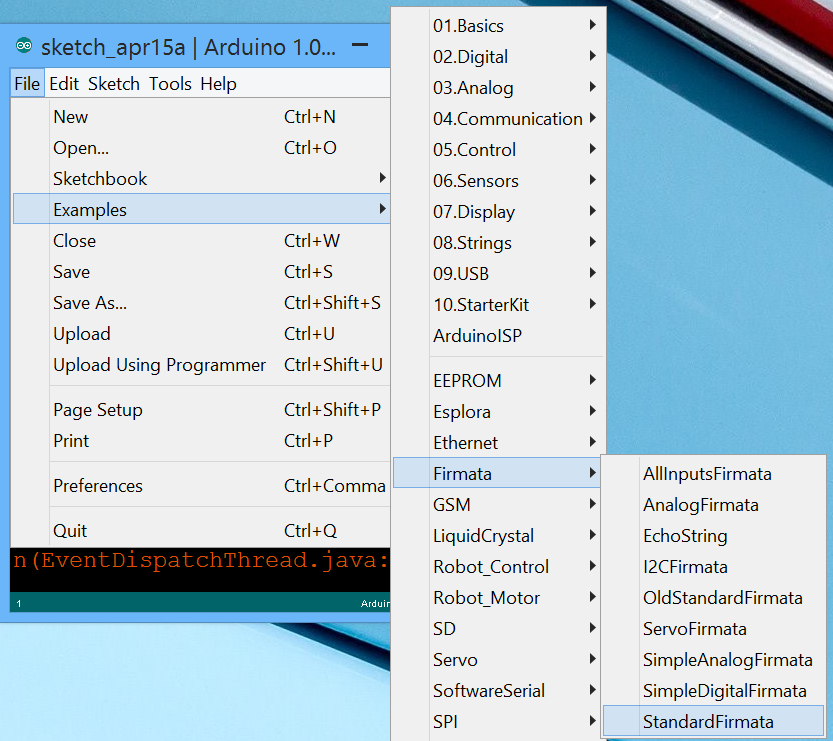 sketch_apr15a | Arduino 1.0...
File Edit Sketch Tools Help
New Ctrl+N
Open... Ctrl+O
Sketchbook
Examples
Close Ctrl+W
Save Ctrl+S
Save As... Ctrl+Shift+S
Upload Ctrl+U
Upload Using Programmer Ctrl+Shift+U
Page Setup Ctrl+Shift+P
Print Ctrl+P
Preferences Ctrl+Comma
Quit Ctrl+Q
n(EventDispatchThread.java:
1 Arduin
01.Basics
02.Digital
03.Analog
04.Communication
05.Control
06.Sensors
07.Display
08.Strings
09.USB
10.StarterKit
ArduinoISP
EEPROM
Esplora
Ethernet
Firmata
GSM
LiquidCrystal
Robot_Control
Robot_Motor
SD
Servo
SoftwareSerial
SPI
AllInputsFirmata
AnalogFirmata
EchoString
I2CFirmata
OldStandardFirmata
ServoFirmata
SimpleAnalogFirmata
SimpleDigitalFirmata
StandardFirmata